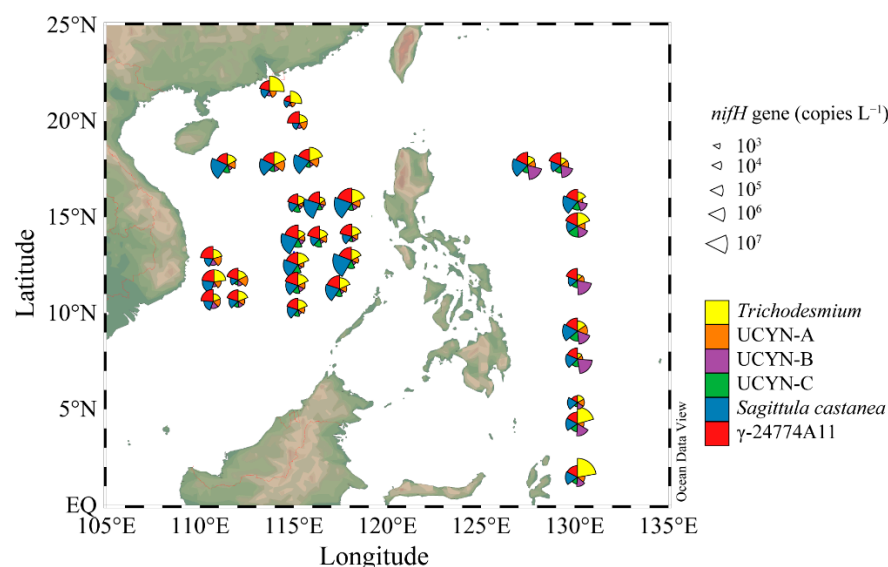 25°N
20°N
15°N
10°N
5°N
EQ
Latitude
105°E 110°E 115°E 120°E 125°E 130°E 135°E
Longitude
Ocean Data View
nifH gene (copies L⁻¹)
10³
10⁴
10⁵
10⁶
10⁷
Trichodesmium
UCYN-A
UCYN-B
UCYN-C
Sagittula castanea
γ-24774A11